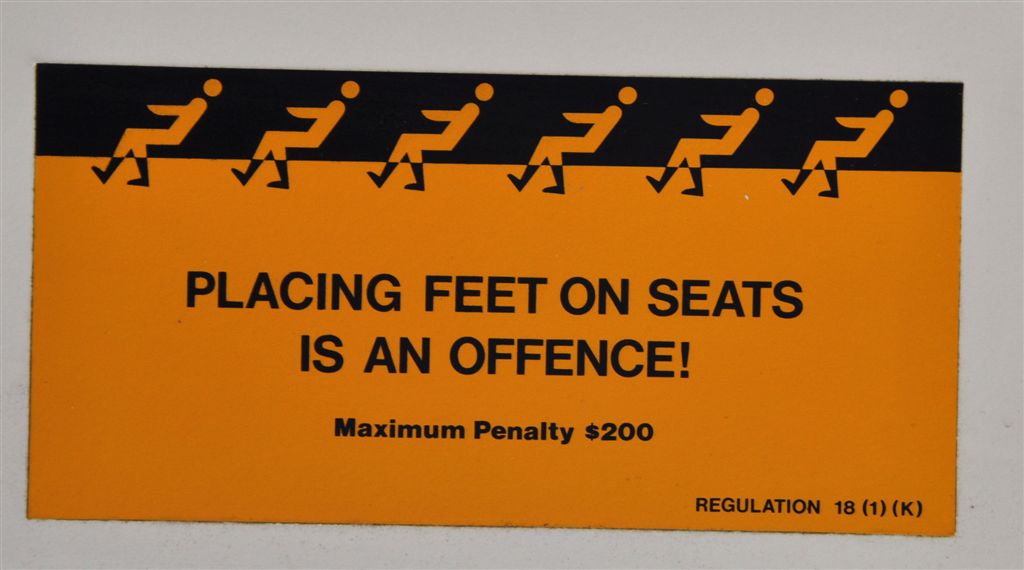 PLACING FEET ON SEATS
IS AN OFFENCE!
Maximum Penalty $200
REGULATION 18 (1) (K)